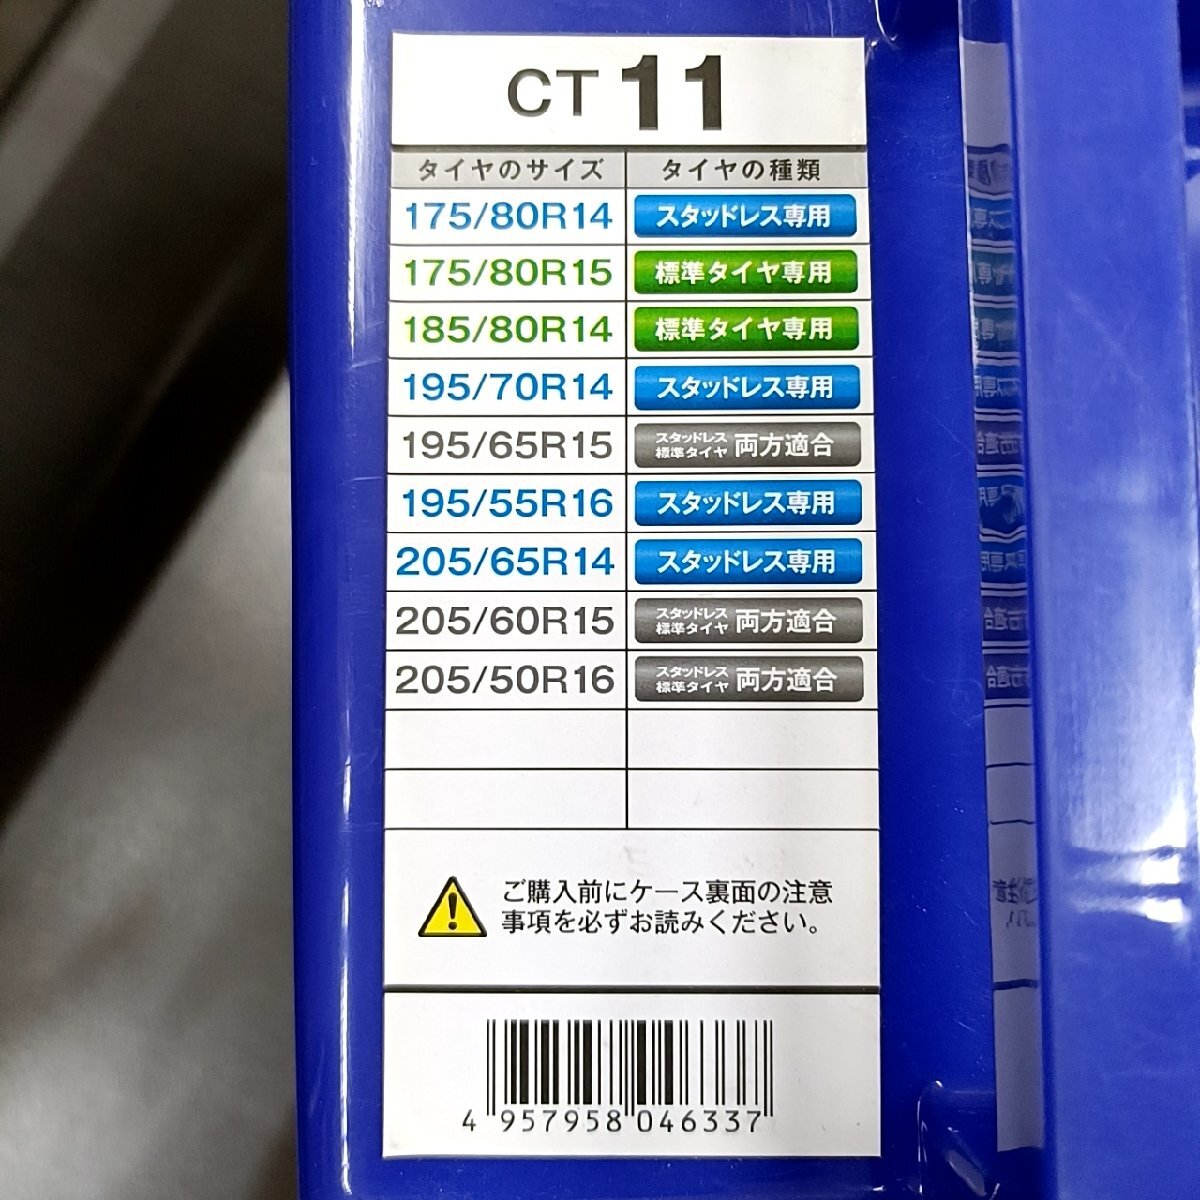 CT 11
タイヤのサイズ タイヤの種類
175/80R14 スタッドレス専用
175/80R15 標準タイヤ専用
185/80R14 標準タイヤ専用
195/70R14 スタッドレス専用
195/65R15 スタッドレス 標準タイヤ 両方適合
195/55R16 スタッドレス専用
205/65R14 スタッドレス専用
205/60R15 スタッドレス 標準タイヤ 両方適合
205/50R16 スタッドレス 標準タイヤ 両方適合
ご購入前にケース裏面の注意
事項を必ずお読みください。
4 957958 046337